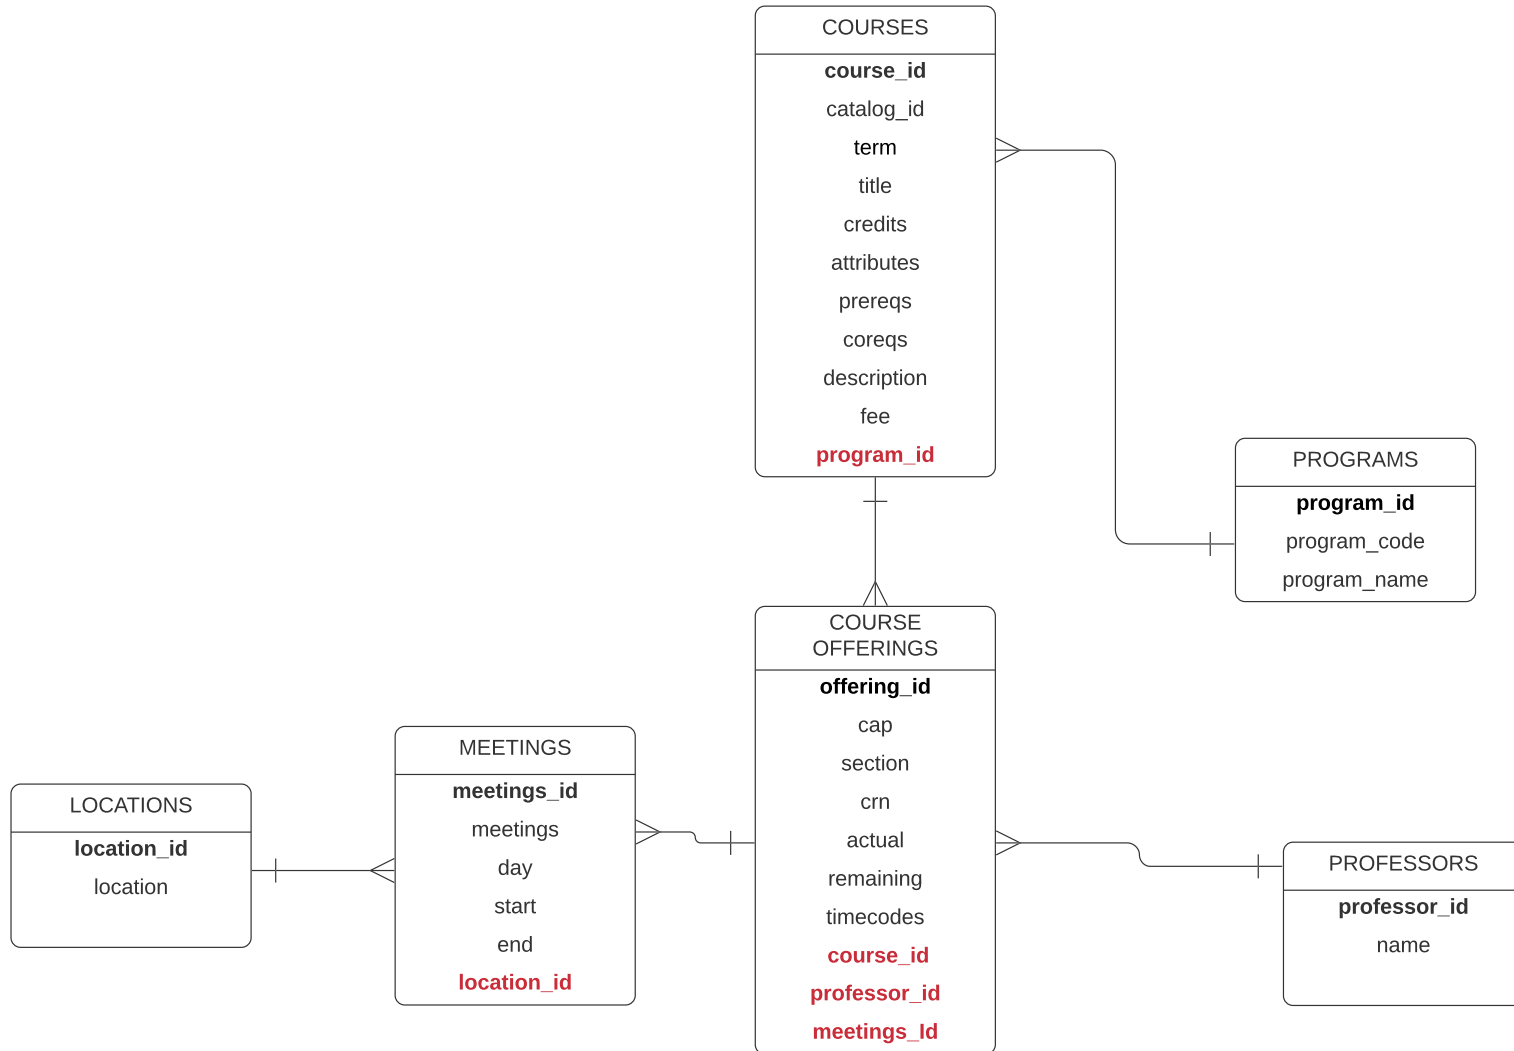 COURSES
course_id
catalog_id
term
title
credits
attributes
prereqs
coreqs
description
fee
program_id
PROGRAMS
program_id
program_code
program_name
COURSE
OFFERINGS
offering_id
cap
section
crn
actual
remaining
timecodes
course_id
professor_id
meetings_Id
MEETINGS
meetings_id
meetings
day
start
end
location_id
LOCATIONS
location_id
location
PROFESSORS
professor_id
name